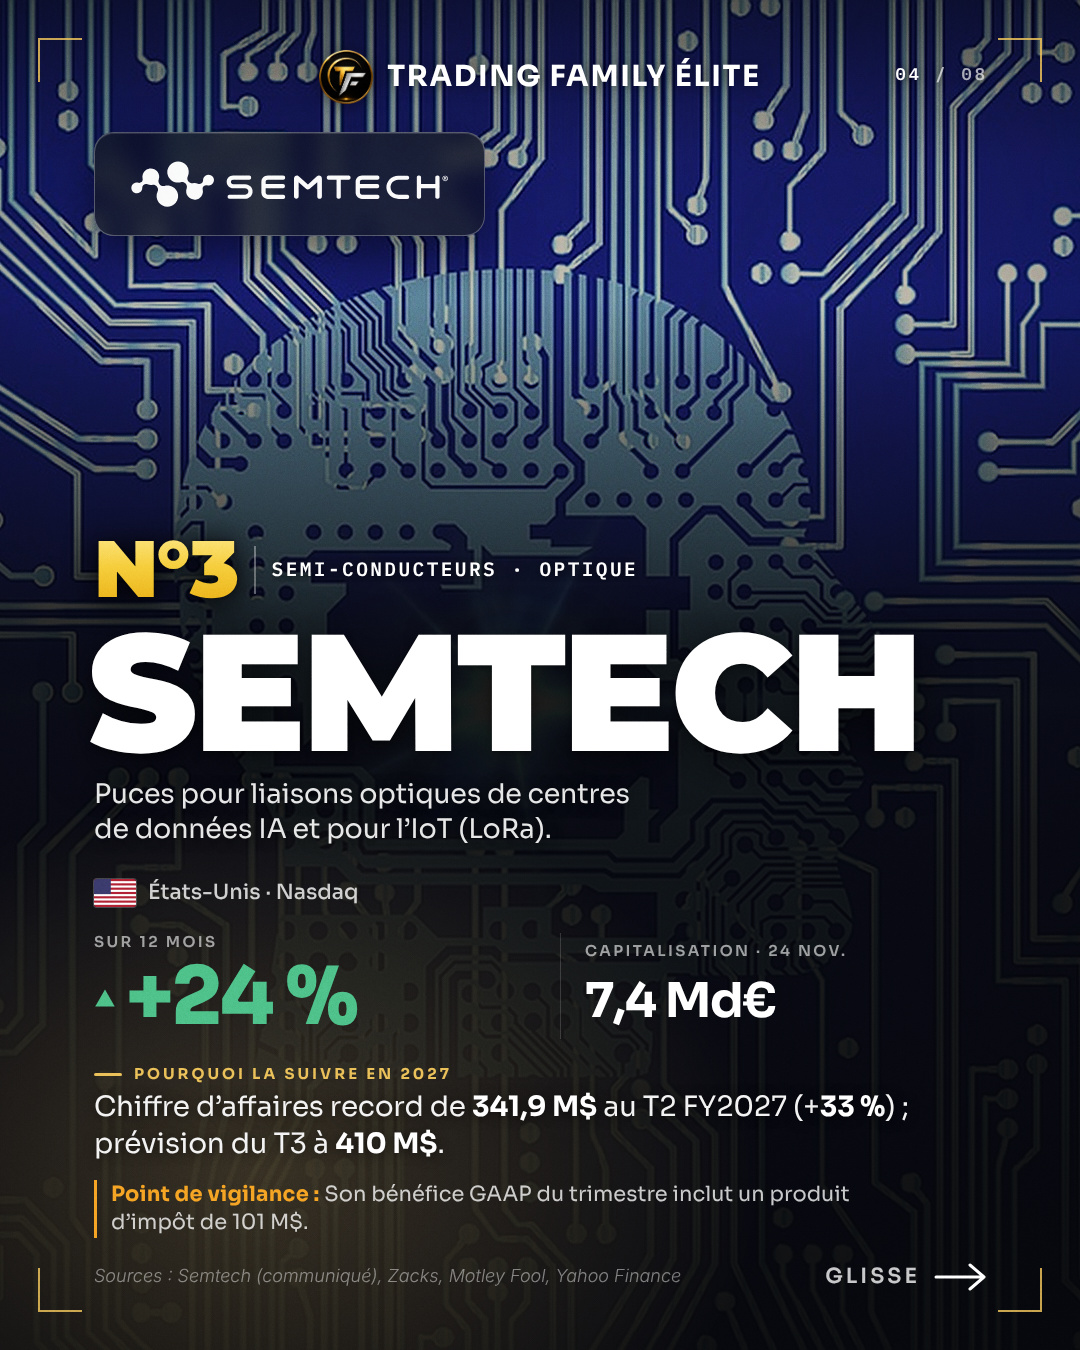 TF TRADING FAMILY ÉLITE
04 / 08
SEMTECH®
N°3
SEMI-CONDUCTEURS · OPTIQUE
SEMTECH
Puces pour liaisons optiques de centres
de données IA et pour l’IoT (LoRa).
États-Unis · Nasdaq
SUR 12 MOIS
▲ +24 %
CAPITALISATION · 24 NOV.
7,4 Md€
POURQUOI LA SUIVRE EN 2027
Chiffre d’affaires record de 341,9 M$ au T2 FY2027 (+33 %) ;
prévision du T3 à 410 M$.
Point de vigilance : Son bénéfice GAAP du trimestre inclut un produit
d’impôt de 101 M$.
Sources : Semtech (communiqué), Zacks, Motley Fool, Yahoo Finance
GLISSE →